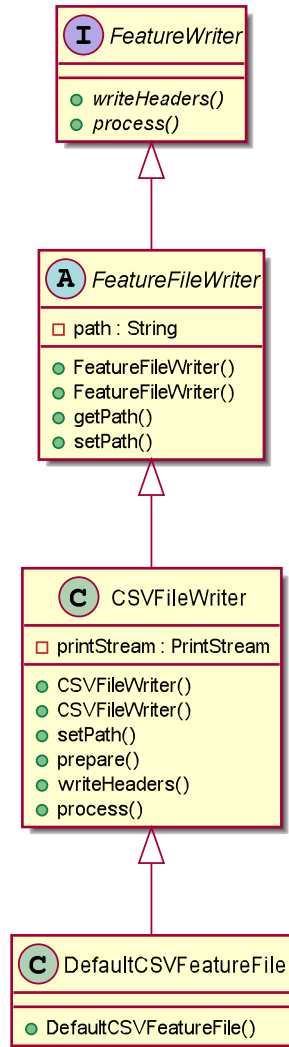 I FeatureWriter
writeHeaders()
process()
A FeatureFileWriter
path : String
FeatureFileWriter()
FeatureFileWriter()
getPath()
setPath()
C CSVFileWriter
printStream : PrintStream
CSVFileWriter()
CSVFileWriter()
setPath()
prepare()
writeHeaders()
process()
C DefaultCSVFeatureFile
DefaultCSVFeatureFile()